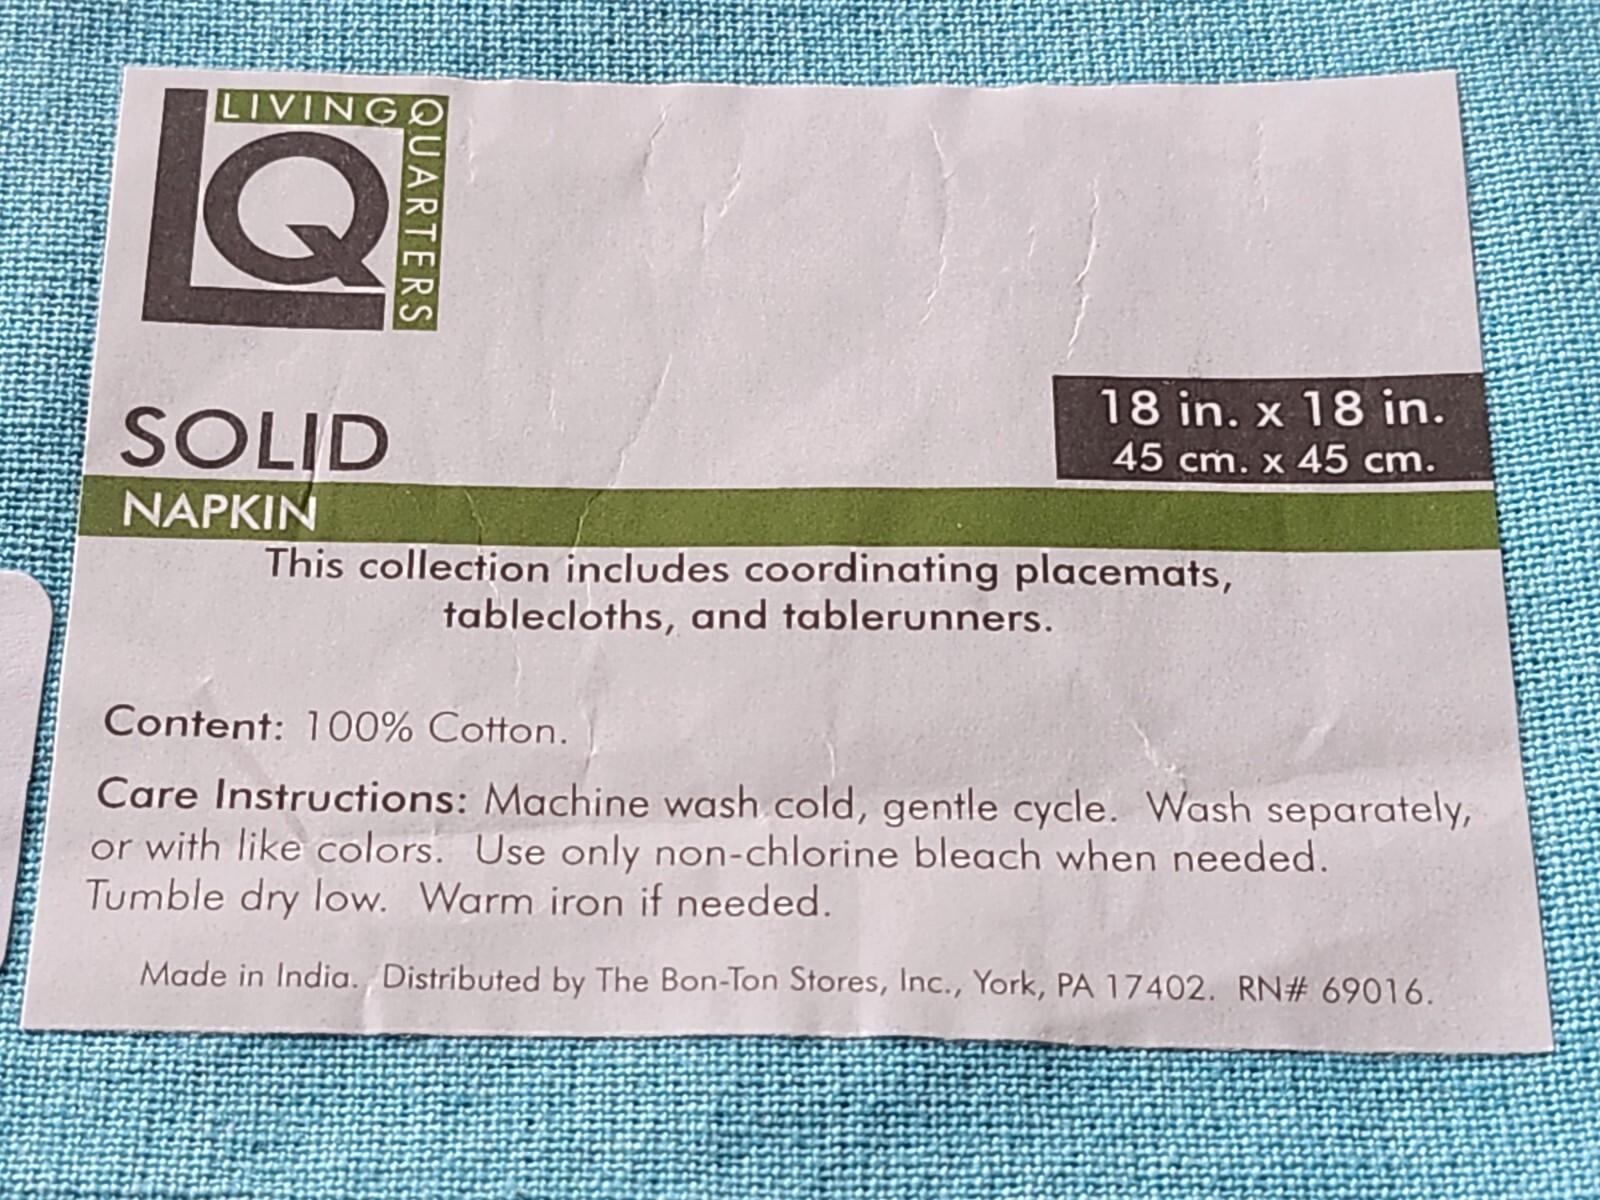 LIVING QUARTERS
LQ
SOLID
18 in. x 18 in.
45 cm. x 45 cm.
NAPKIN
This collection includes coordinating placemats,
tablecloths, and tablerunners.
Content: 100% Cotton.
Care Instructions: Machine wash cold, gentle cycle. Wash separately,
or with like colors. Use only non-chlorine bleach when needed.
Tumble dry low. Warm iron if needed.
Made in India. Distributed by The Bon-Ton Stores, Inc., York, PA 17402. RN# 69016.